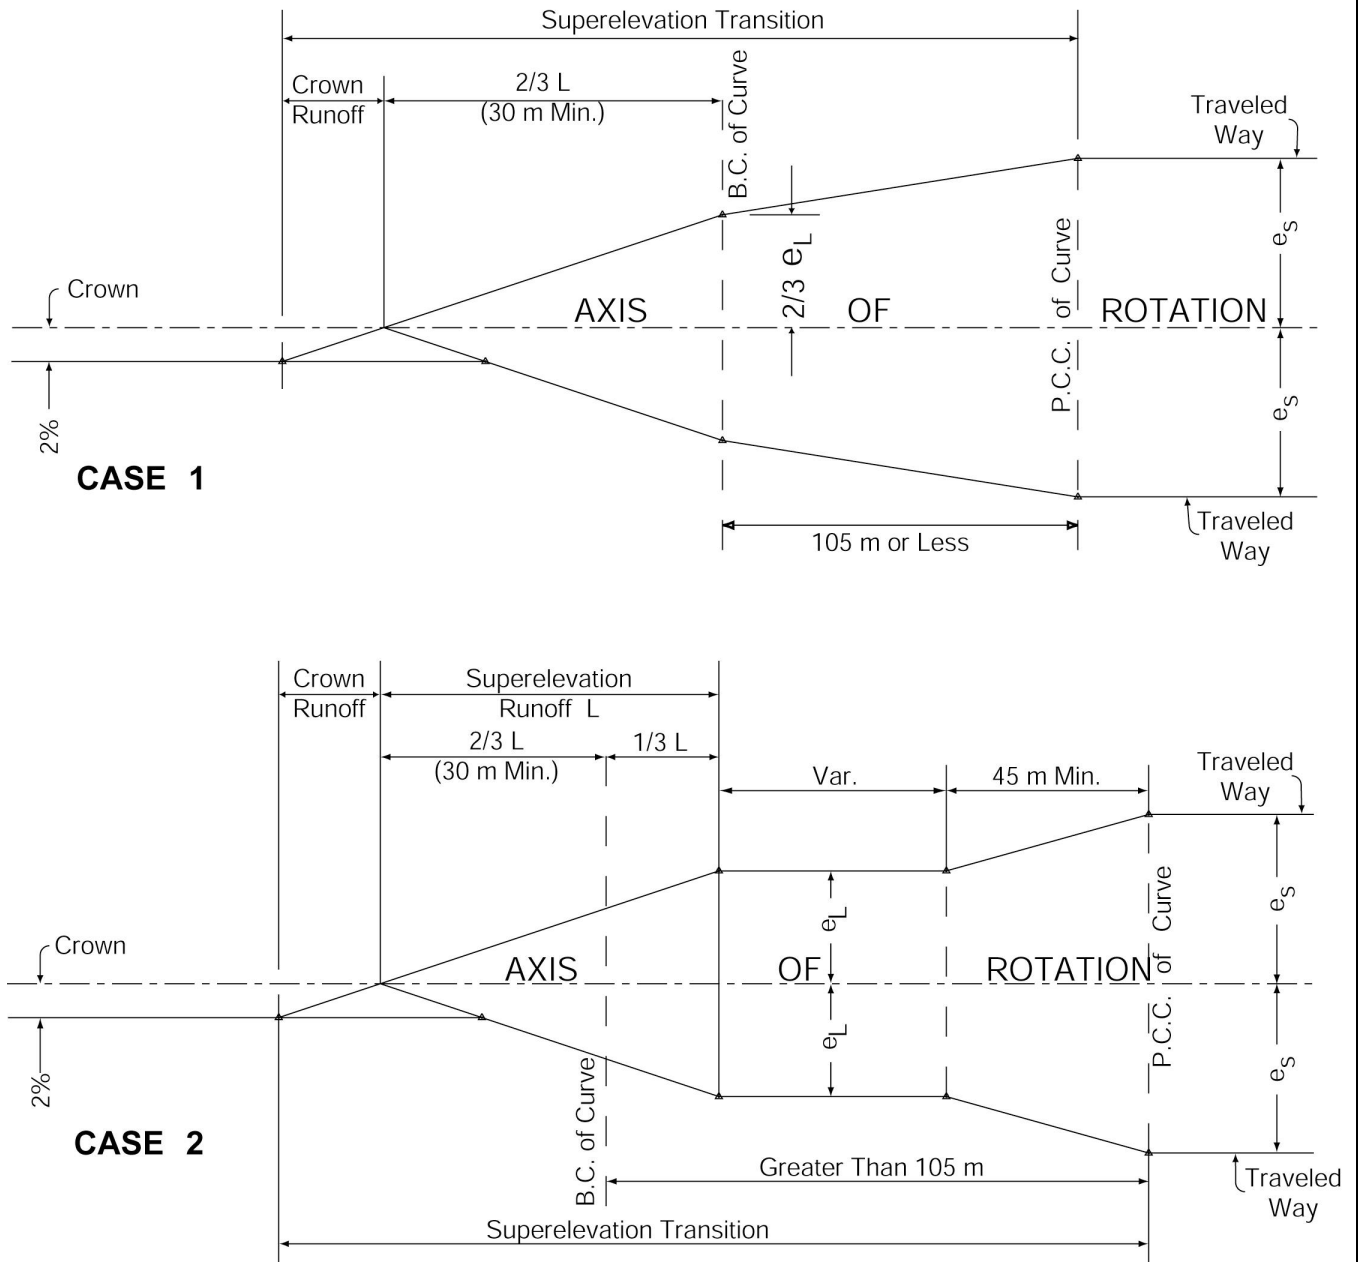 Superelevation Transition
Crown
Runoff
2/3 L
(30 m Min.)
B.C. of Curve
Traveled
Way
2/3 eL
eS
Crown
AXIS OF ROTATION
P.C.C. of Curve
eS
2%
CASE 1
105 m or Less
Traveled
Way
Crown
Runoff
Superelevation
Runoff L
2/3 L
(30 m Min.)
1/3 L
Var.
45 m Min.
Traveled
Way
eL
eS
Crown
AXIS OF ROTATION
P.C.C. of Curve
eL
eS
2%
B.C. of Curve
CASE 2
Greater Than 105 m
Traveled
Way
Superelevation Transition